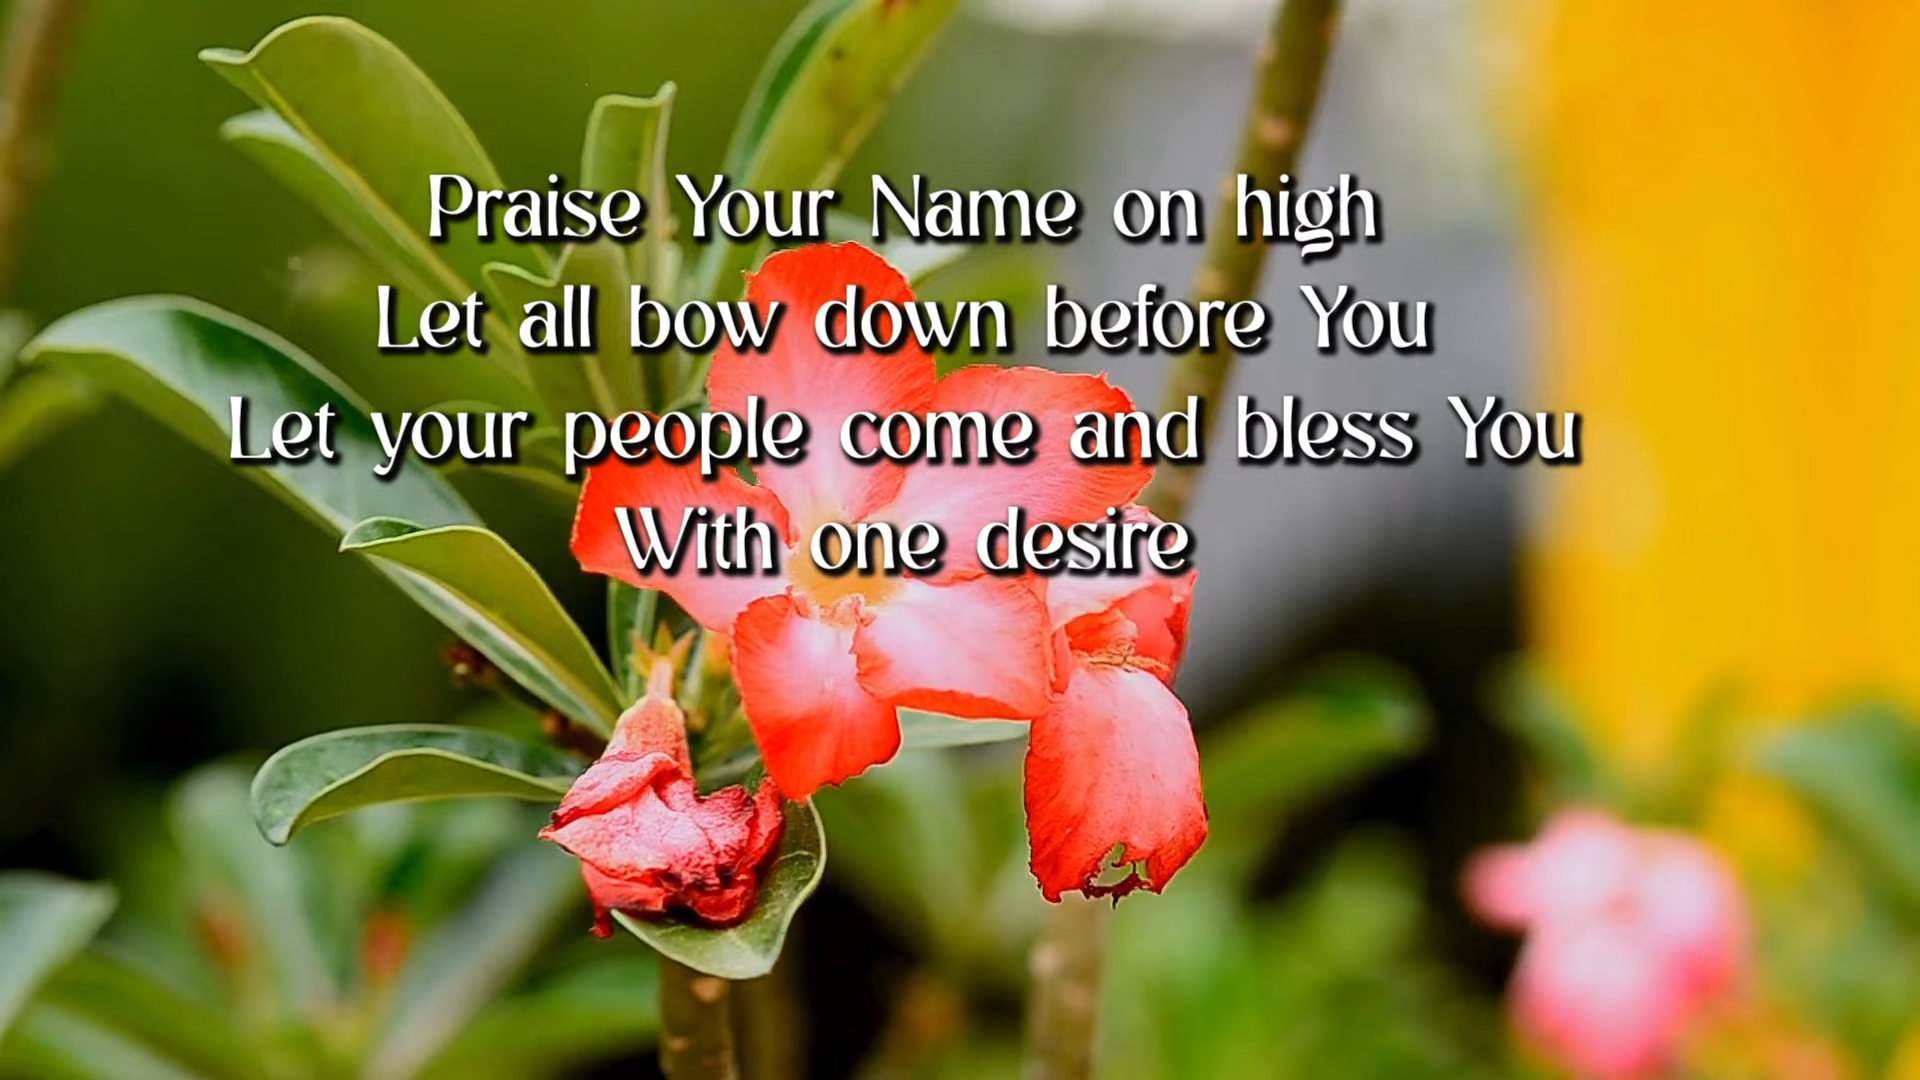 Praise Your Name on high
Let all bow down before You
Let your people come and bless You
With one desire